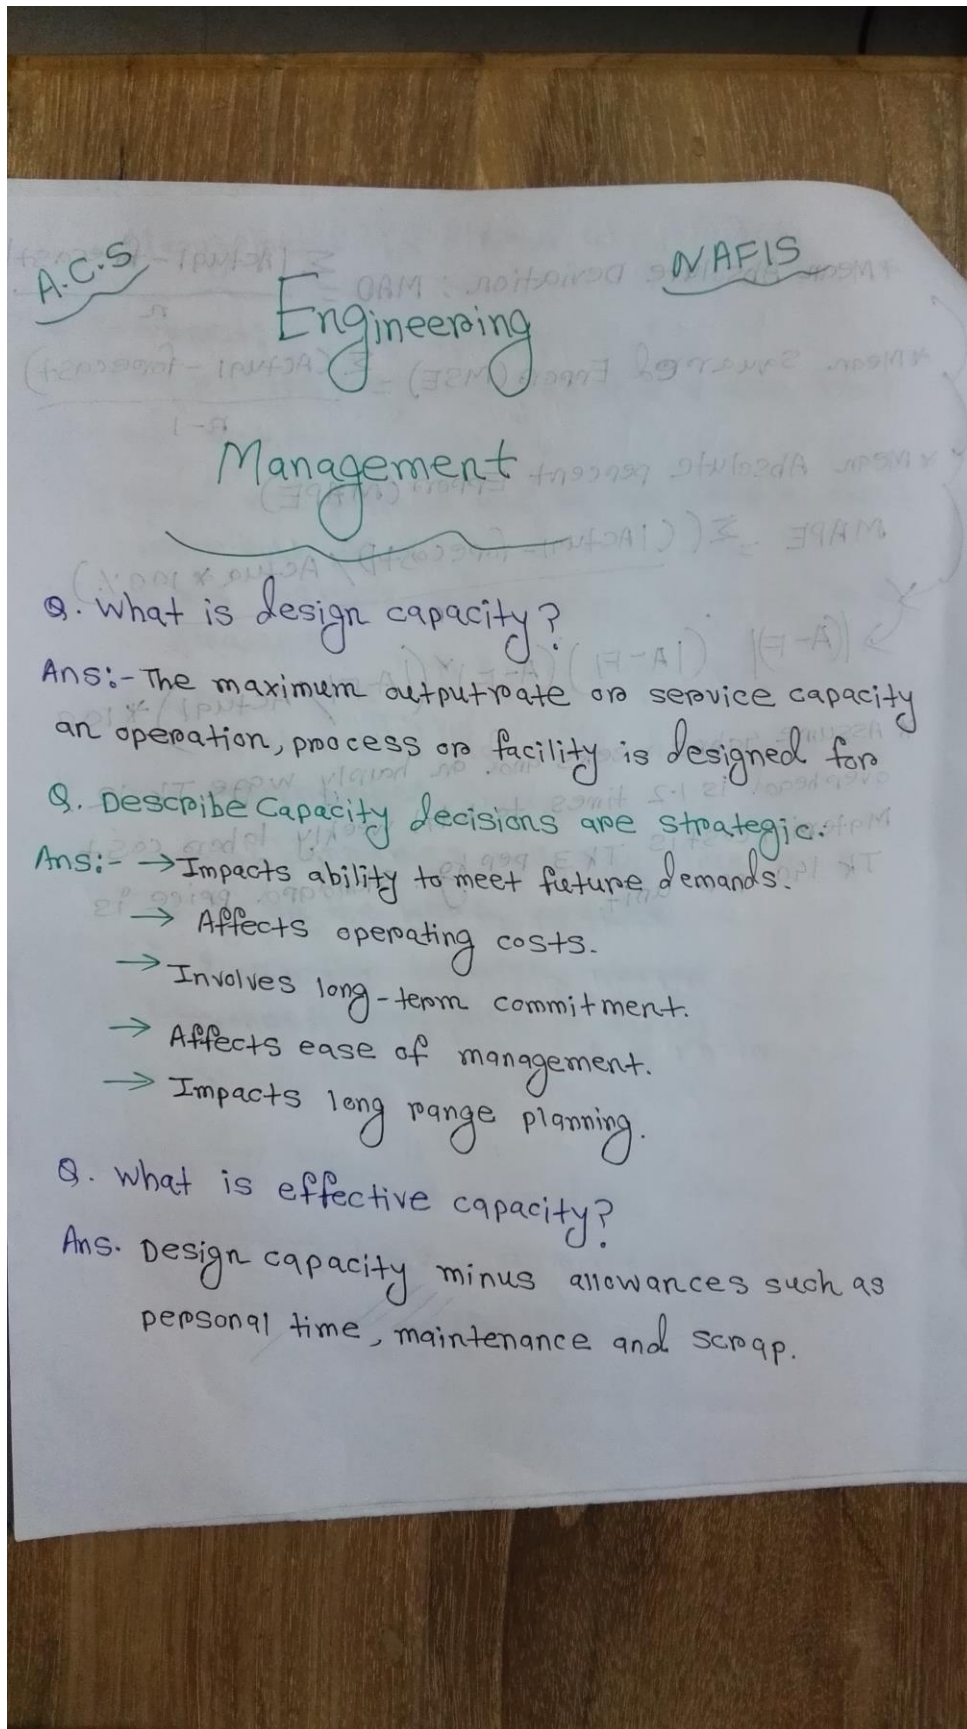 A.C.S
NAFIS
Engineering
Management
Q. What is design capacity?
Ans:- The maximum outputrate or service capacity
an operation, process or facility is designed for
Q. Describe Capacity decisions are strategic.
Ans:- → Impacts ability to meet future demands.
→ Affects operating costs.
→ Involves long-term commitment.
→ Affects ease of management.
→ Impacts long range planning.
Q. What is effective capacity?
Ans. Design capacity minus allowances such as
personal time, maintenance and scrap.